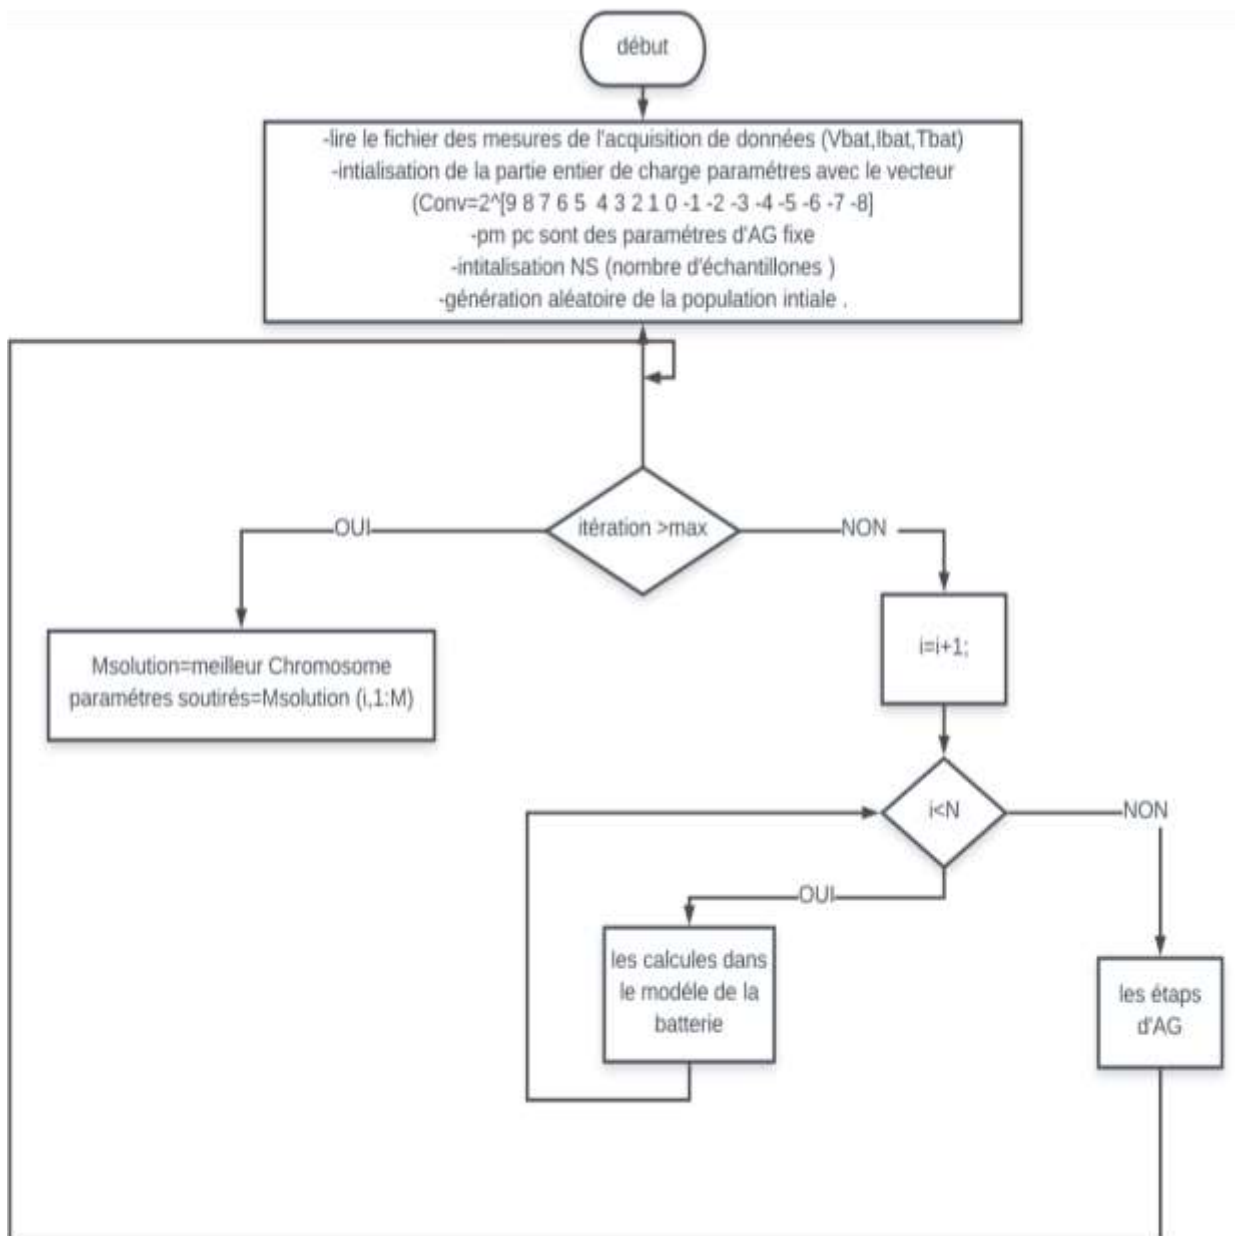 début
-lire le fichier des mesures de l'acquisition de données (Vbat,Ibat,Tbat)
-intialisation de la partie entier de charge paramétres avec le vecteur
(Conv=2^[9 8 7 6 5 4 3 2 1 0 -1 -2 -3 -4 -5 -6 -7 -8]
-pm pc sont des paramétres d'AG fixe
-intitalisation NS (nombre d'échantillones )
-génération aléatoire de la population intiale .
itération >max
OUI
NON
Msolution=meilleur Chromosome
paramétres soutirés=Msolution (i,1:M)
i=i+1;
i<N
NON
OUI
les calcules dans
le modéle de la
batterie
les étaps
d'AG